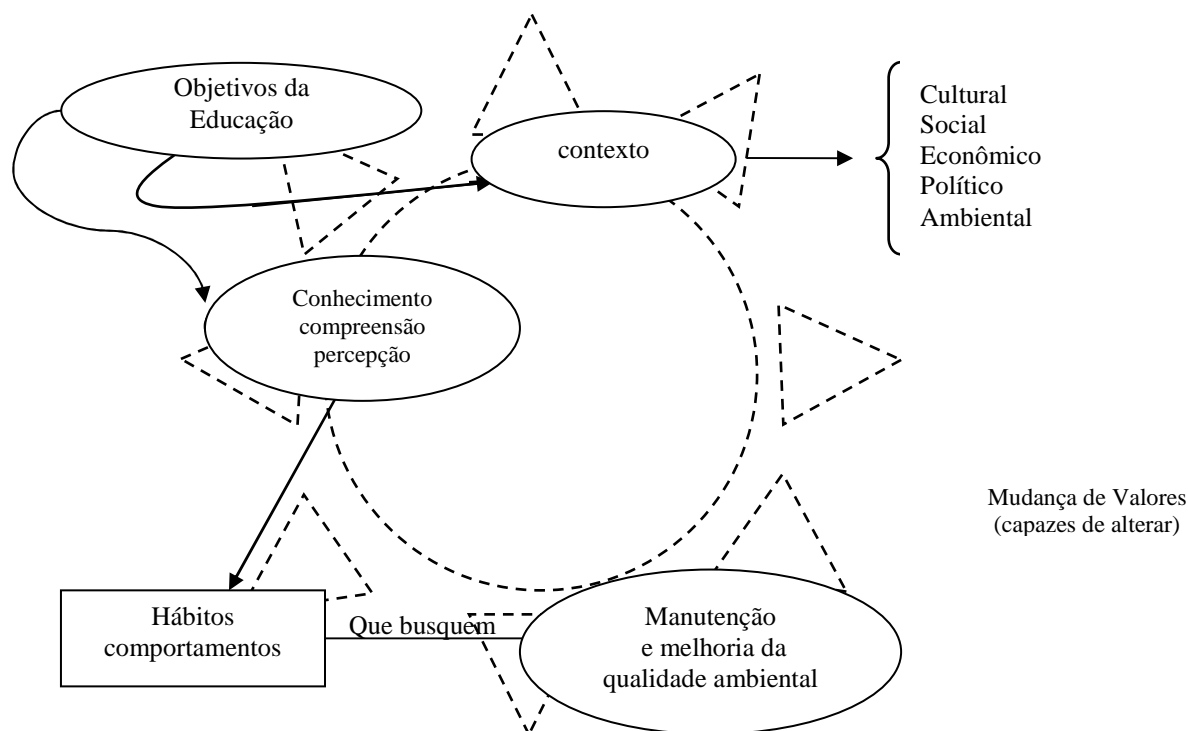 Objetivos da
Educação
contexto
Cultural
Social
Econômico
Político
Ambiental
Conhecimento
compreensão
percepção
Mudança de Valores
(capazes de alterar)
Hábitos
comportamentos
Que busquem
Manutenção
e melhoria da
qualidade ambiental